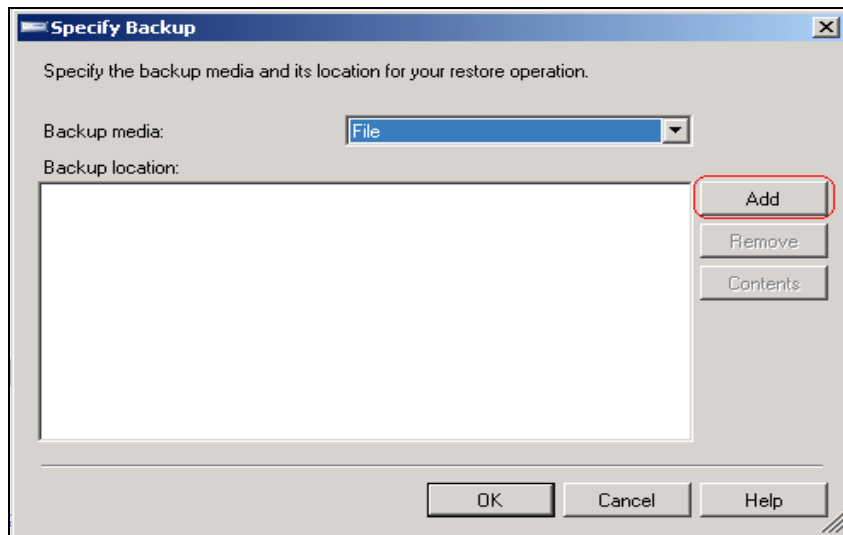 Specify Backup
Specify the backup media and its location for your restore operation.
Backup media: File
Backup location:
Add
Remove
Contents
OK Cancel Help